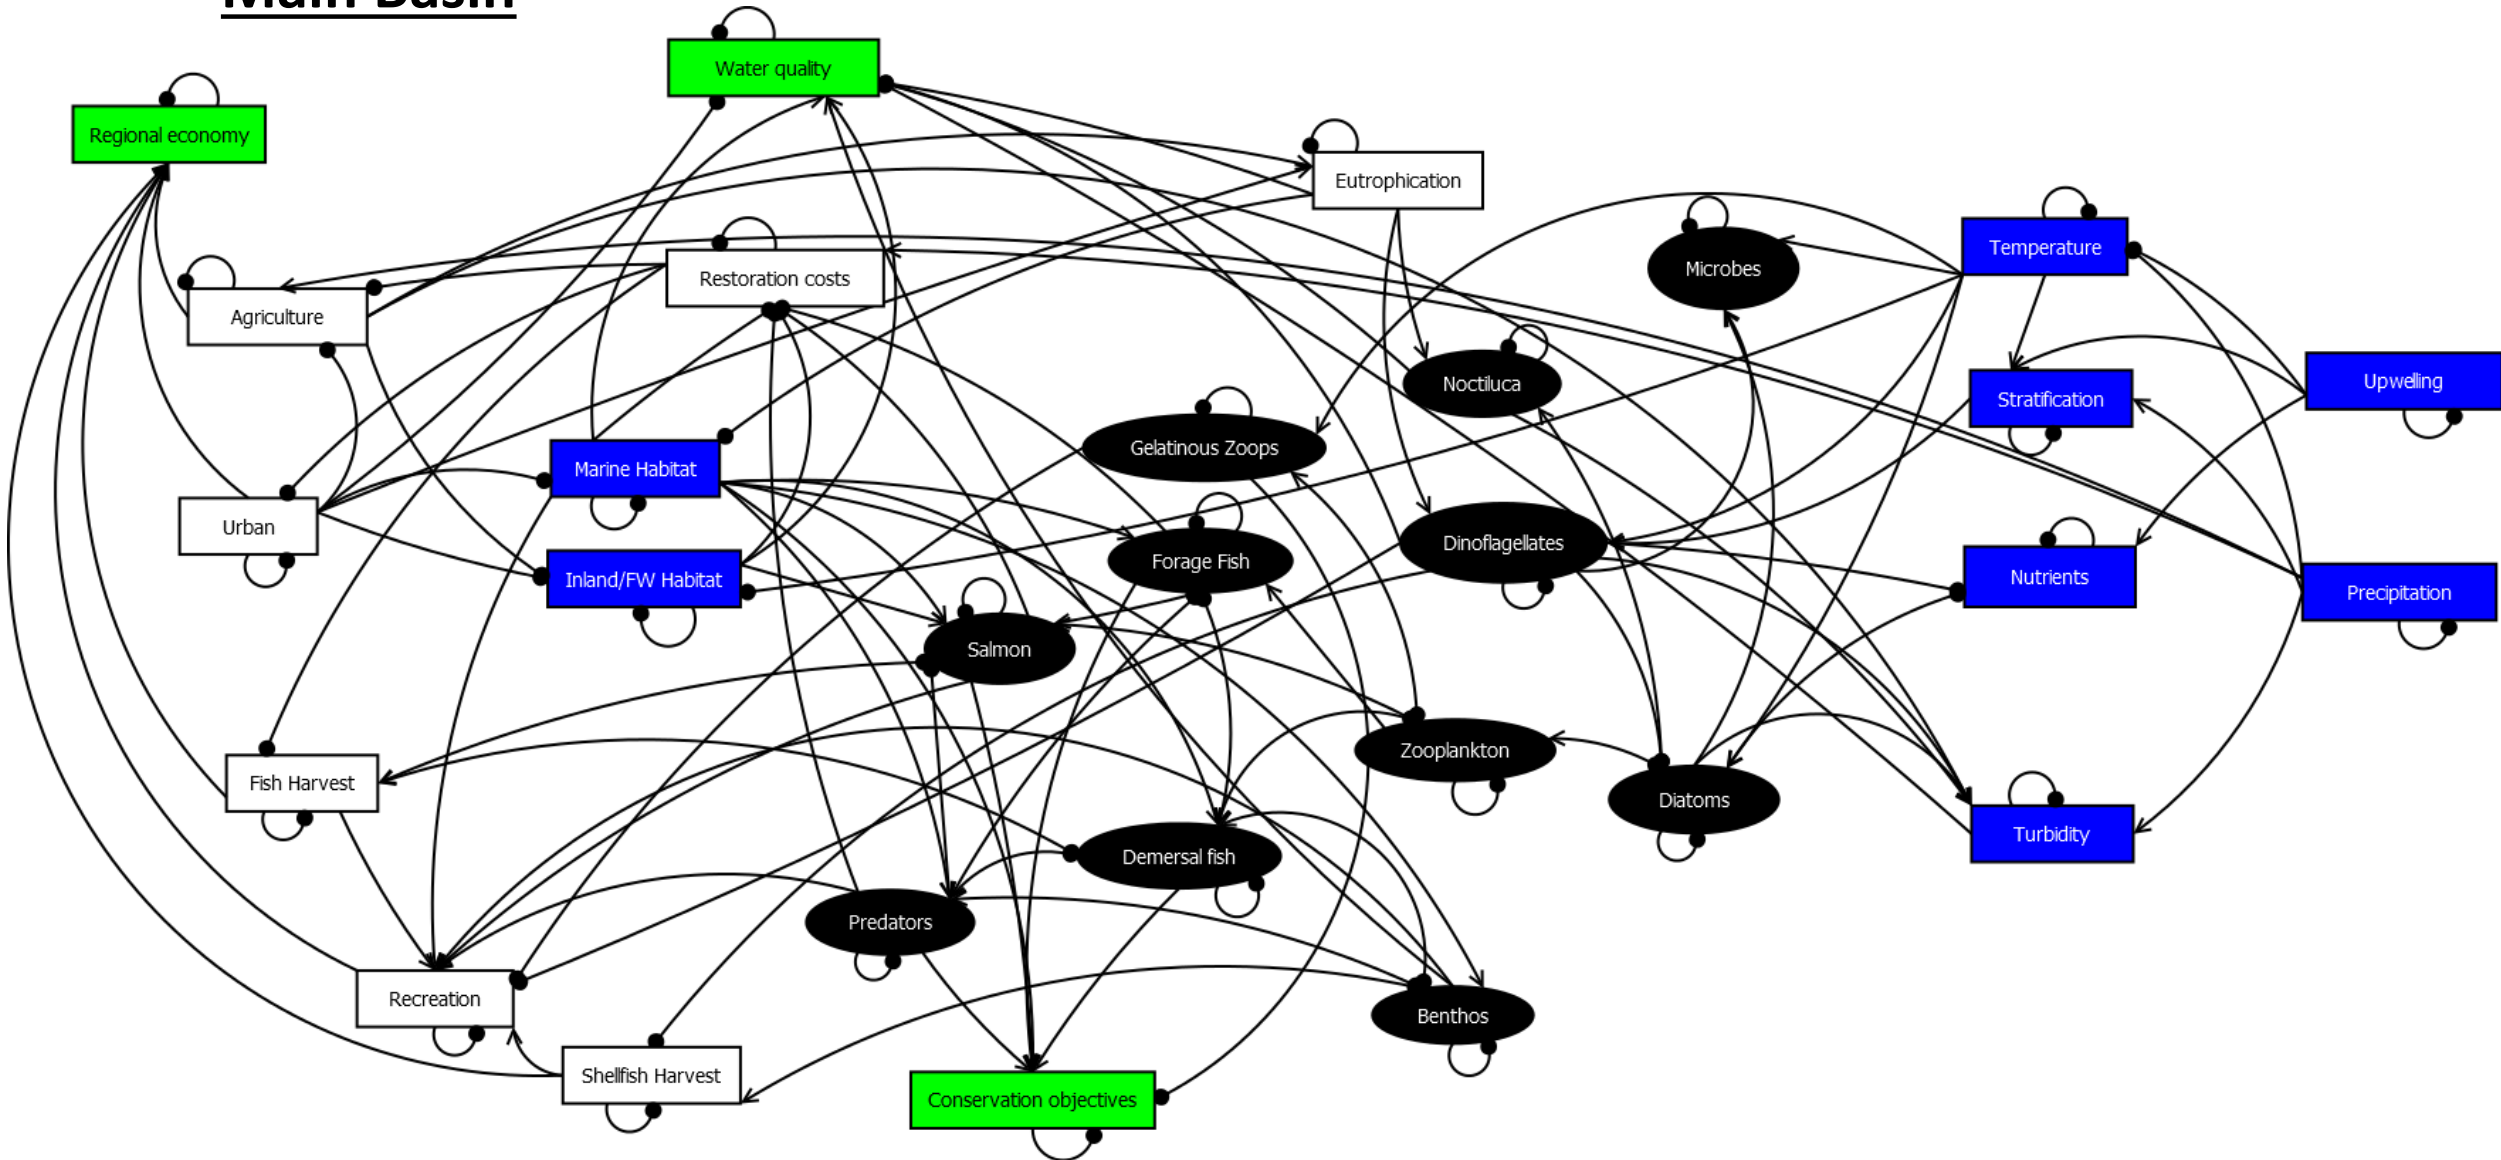 Main Basin
Water quality
Regional economy
Eutrophication
Microbes
Temperature
Restoration costs
Agriculture
Noctiluca
Stratification
Upwelling
Gelatinous Zoops
Marine Habitat
Urban
Dinoflagellates
Forage Fish
Inland/FW Habitat
Nutrients
Precipitation
Salmon
Zooplankton
Fish Harvest
Diatoms
Turbidity
Demersal fish
Predators
Recreation
Benthos
Shellfish Harvest
Conservation objectives